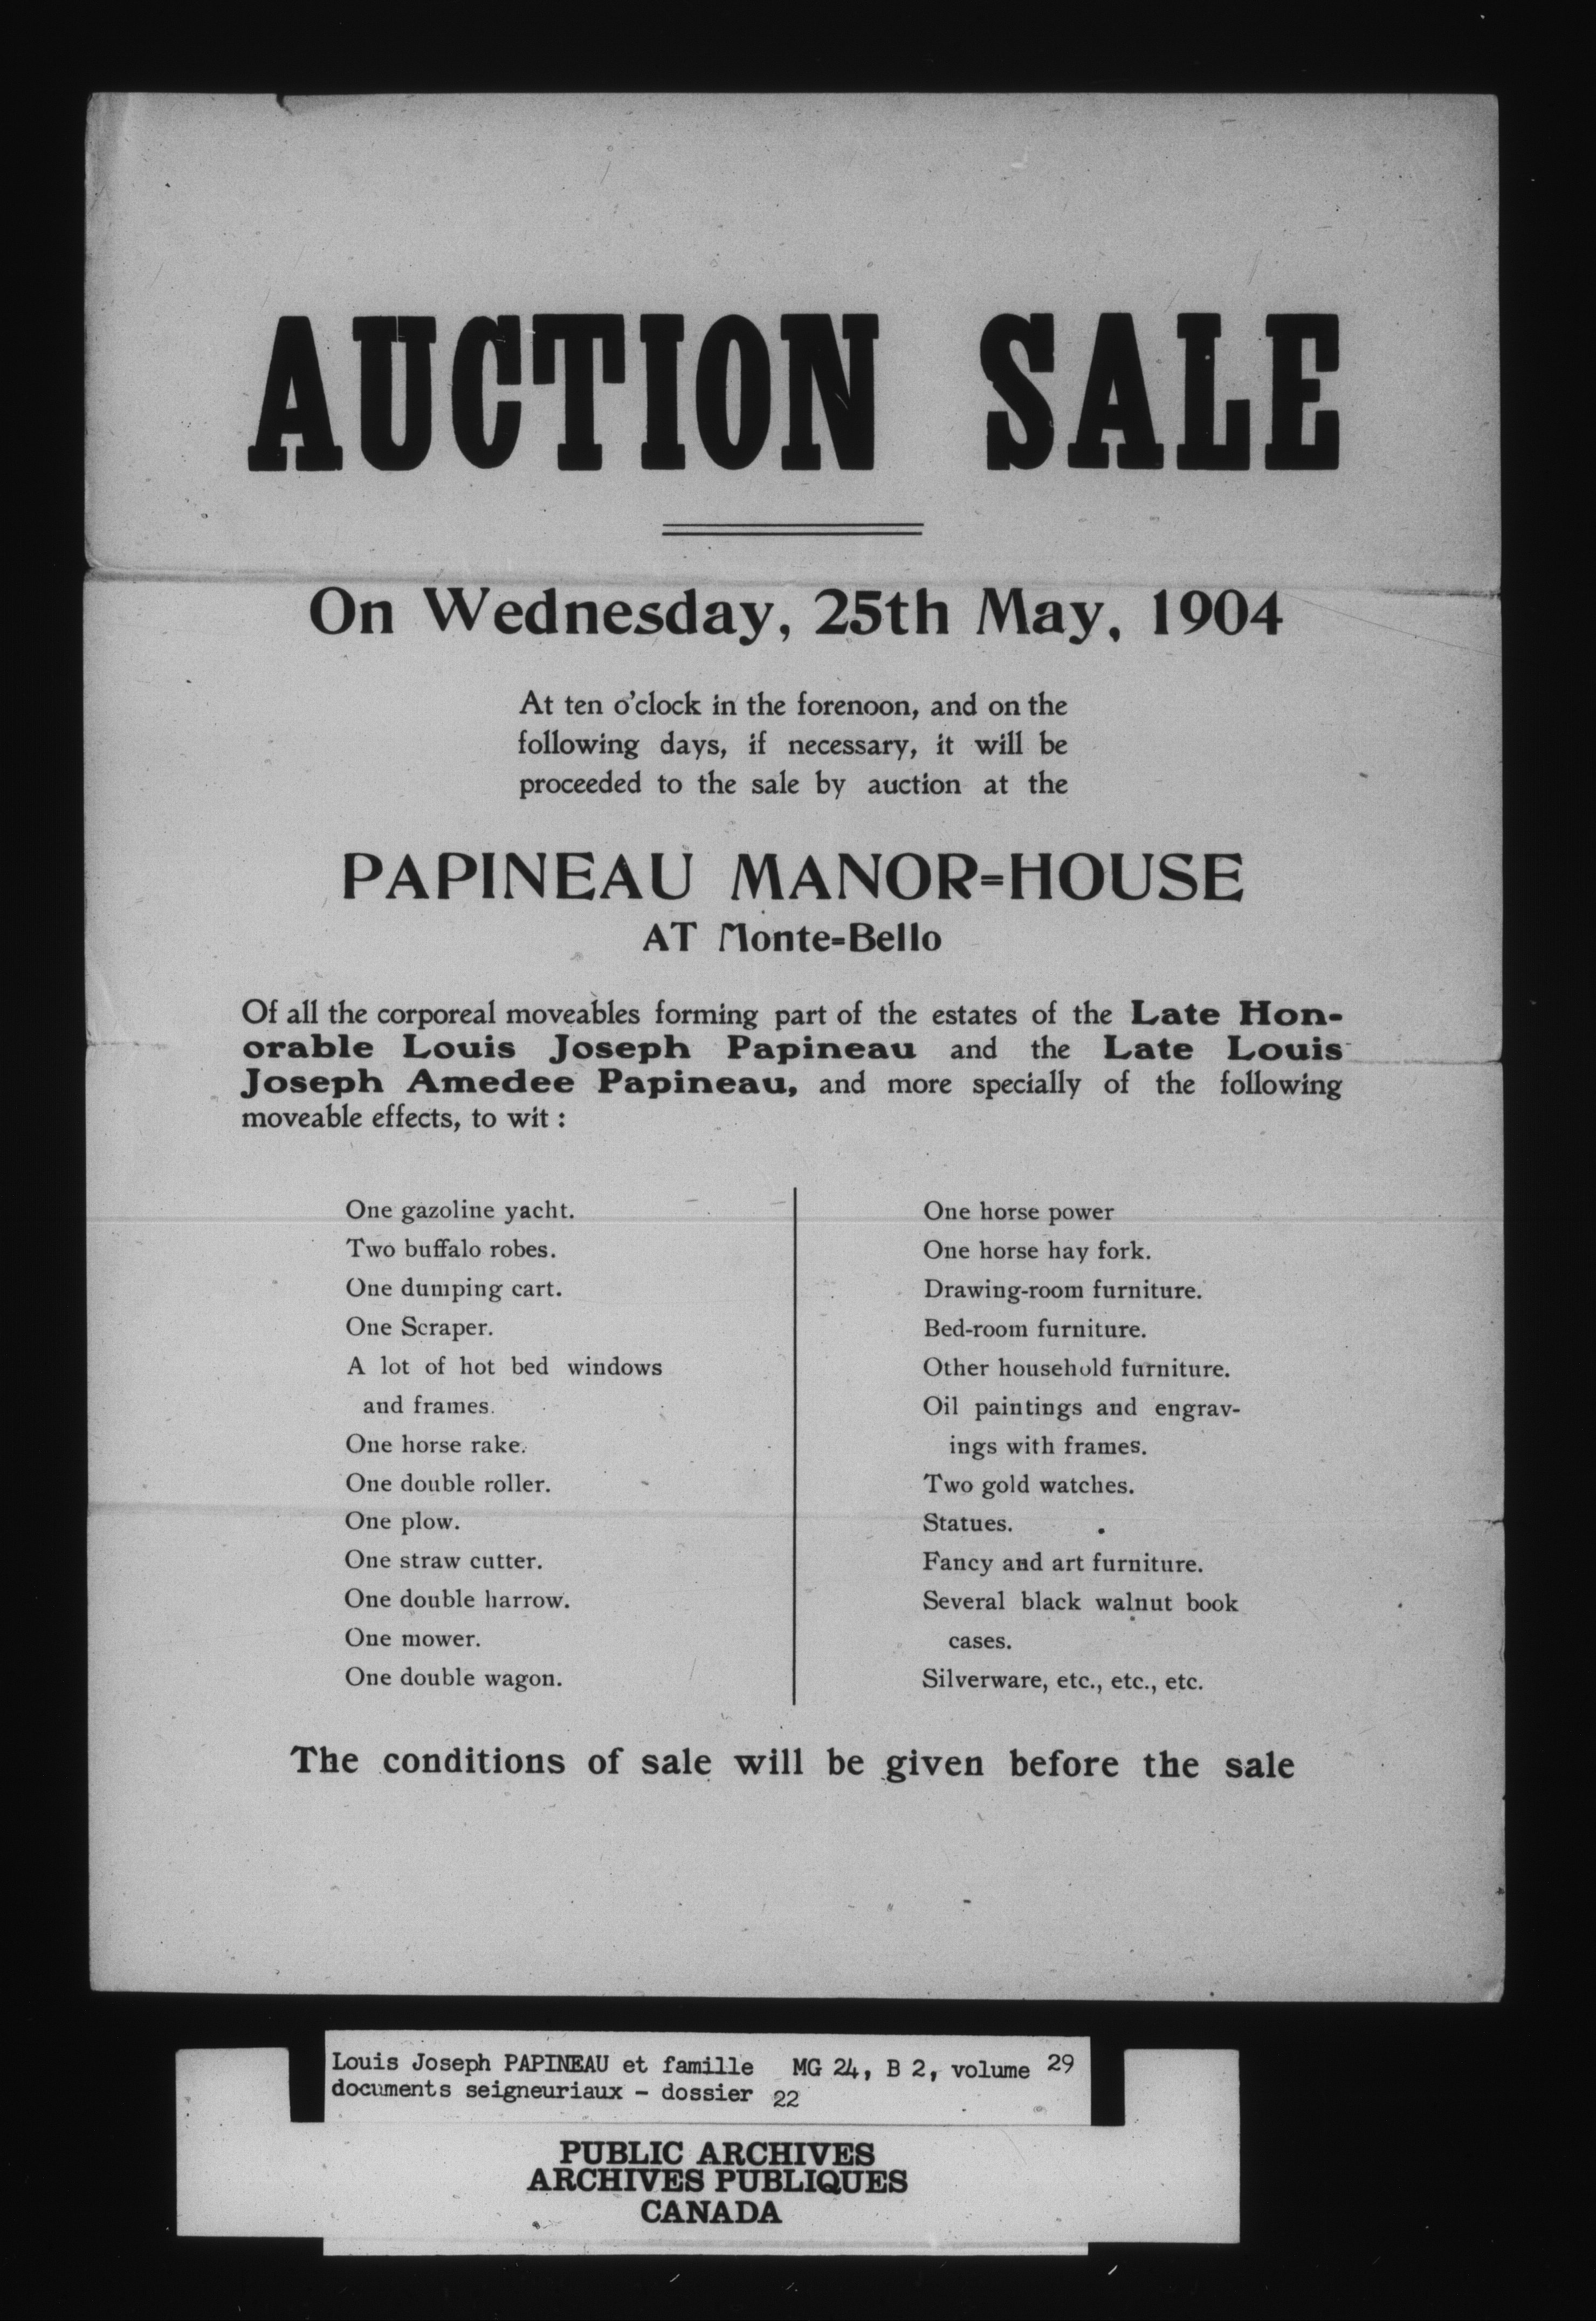 AUCTION SALE
On Wednesday, 25th May, 1904
At ten o'clock in the forenoon, and on the
following days, if necessary, it will be
proceeded to the sale by auction at the
PAPINEAU MANOR=HOUSE
AT Monte=Bello
Of all the corporeal moveables forming part of the estates of the Late Hon-
orable Louis Joseph Papineau and the Late Louis
Joseph Amedee Papineau, and more specially of the following
moveable effects, to wit :
One gazoline yacht.
Two buffalo robes.
One dumping cart.
One Scraper.
A lot of hot bed windows
and frames.
One horse rake.
One double roller.
One plow.
One straw cutter.
One double harrow.
One mower.
One double wagon.
One horse power
One horse hay fork.
Drawing-room furniture.
Bed-room furniture.
Other household furniture.
Oil paintings and engrav-
ings with frames.
Two gold watches.
Statues.
Fancy and art furniture.
Several black walnut book
cases.
Silverware, etc., etc., etc.
The conditions of sale will be given before the sale
Louis Joseph PAPINEAU et famille MG 24, B 2, volume 29
documents seigneuriaux - dossier 22
PUBLIC ARCHIVES
ARCHIVES PUBLIQUES
CANADA